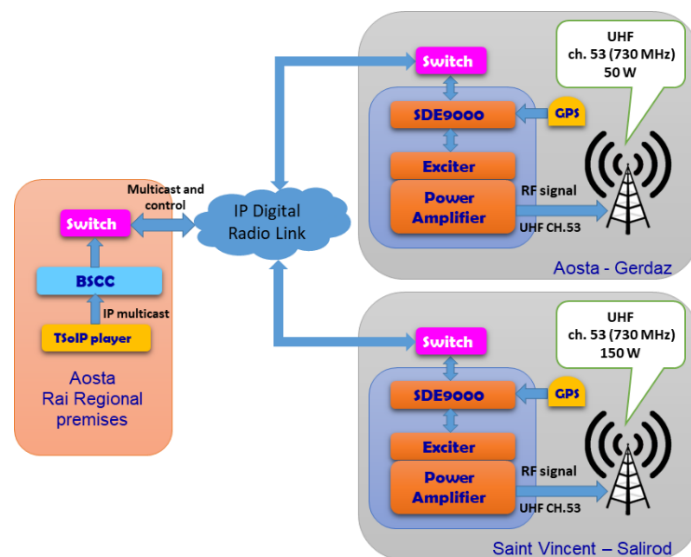 UHF
ch. 53 (730 MHz)
50 W
Switch
SDE9000
GPS
Exciter
Power
Amplifier
RF signal
UHF CH.53
Aosta - Gerdaz
Multicast and
control
Switch
IP Digital
Radio Link
BSCC
IP multicast
TSoIP player
Aosta
Rai Regional
premises
UHF
ch. 53 (730 MHz)
150 W
Switch
SDE9000
GPS
Exciter
Power
Amplifier
RF signal
UHF CH.53
Saint Vincent – Salirod